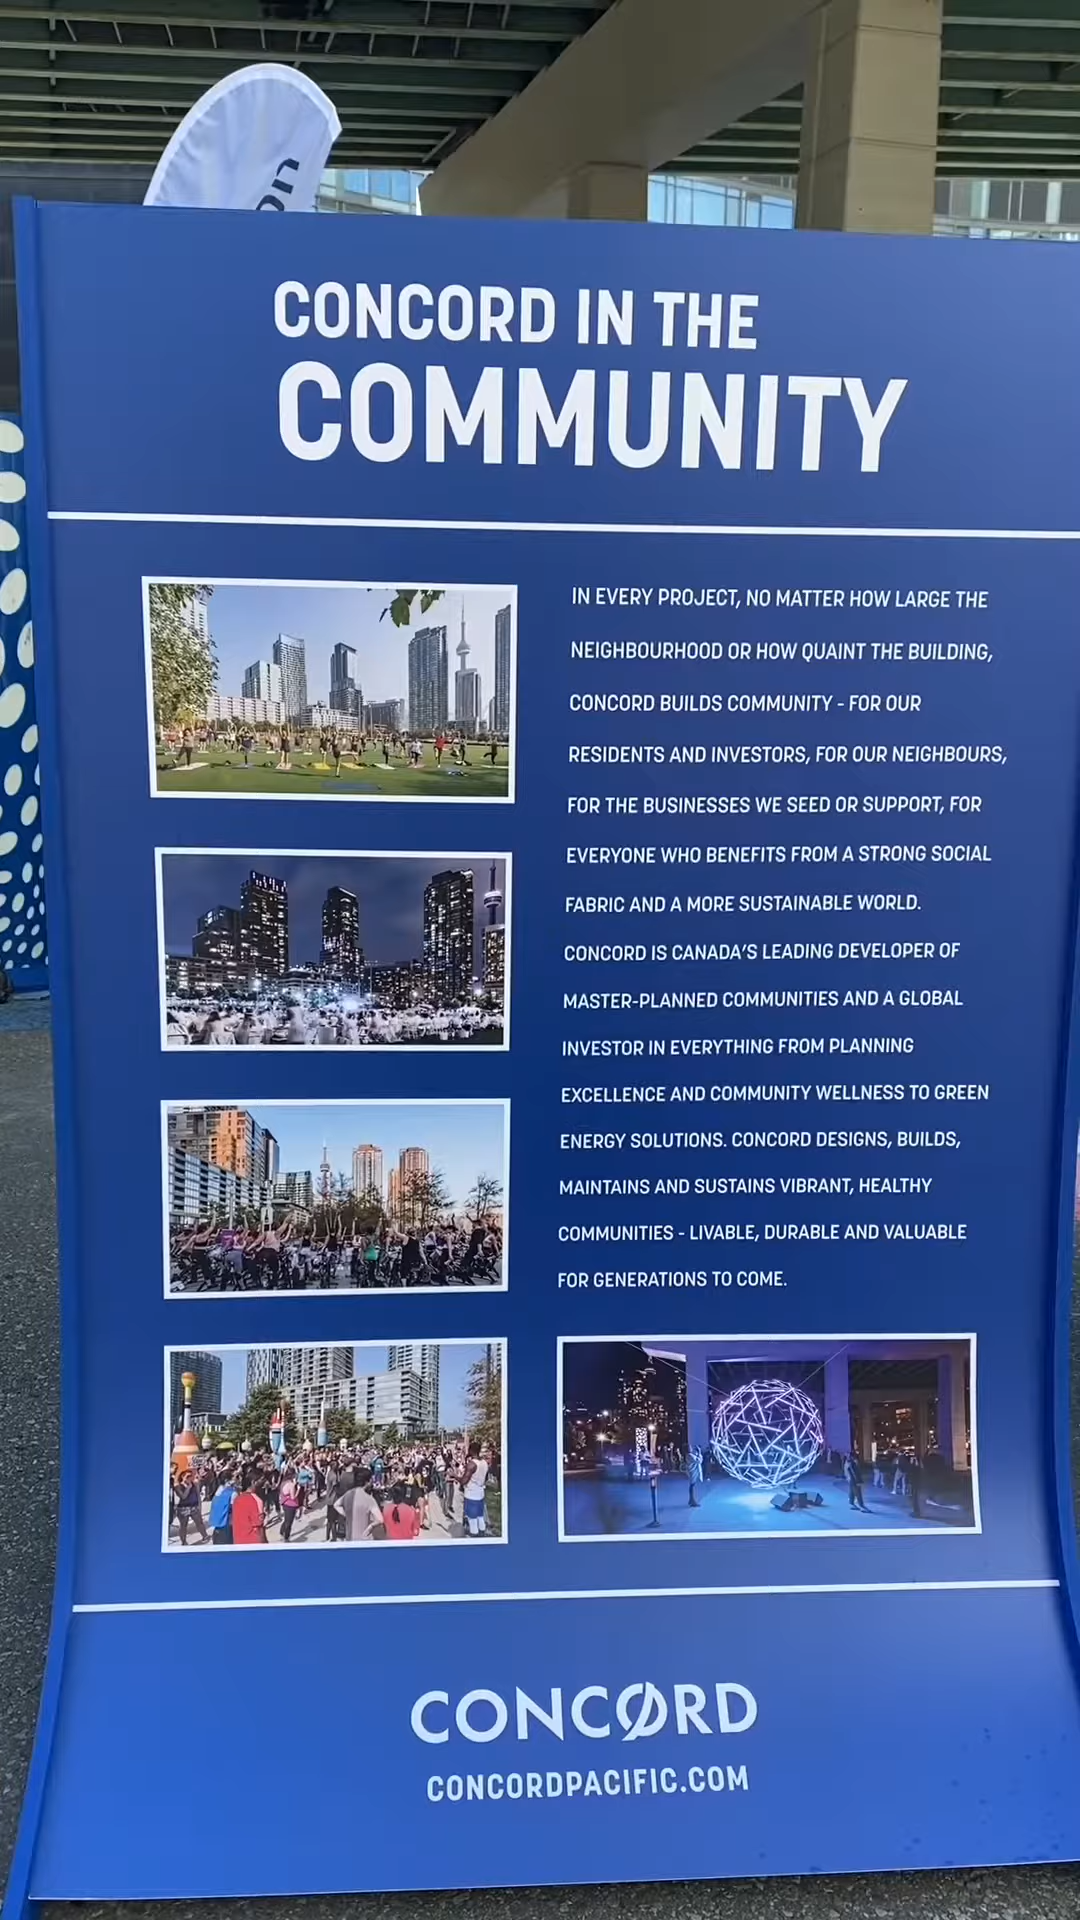 on
CONCORD IN THE
COMMUNITY
IN EVERY PROJECT, NO MATTER HOW LARGE THE
NEIGHBOURHOOD OR HOW QUAINT THE BUILDING,
CONCORD BUILDS COMMUNITY - FOR OUR
RESIDENTS AND INVESTORS, FOR OUR NEIGHBOURS,
FOR THE BUSINESSES WE SEED OR SUPPORT, FOR
EVERYONE WHO BENEFITS FROM A STRONG SOCIAL
FABRIC AND A MORE SUSTAINABLE WORLD.
CONCORD IS CANADA'S LEADING DEVELOPER OF
MASTER-PLANNED COMMUNITIES AND A GLOBAL
INVESTOR IN EVERYTHING FROM PLANNING
EXCELLENCE AND COMMUNITY WELLNESS TO GREEN
ENERGY SOLUTIONS. CONCORD DESIGNS, BUILDS,
MAINTAINS AND SUSTAINS VIBRANT, HEALTHY
COMMUNITIES - LIVABLE, DURABLE AND VALUABLE
FOR GENERATIONS TO COME.
CONCORD
CONCORDPACIFIC.COM